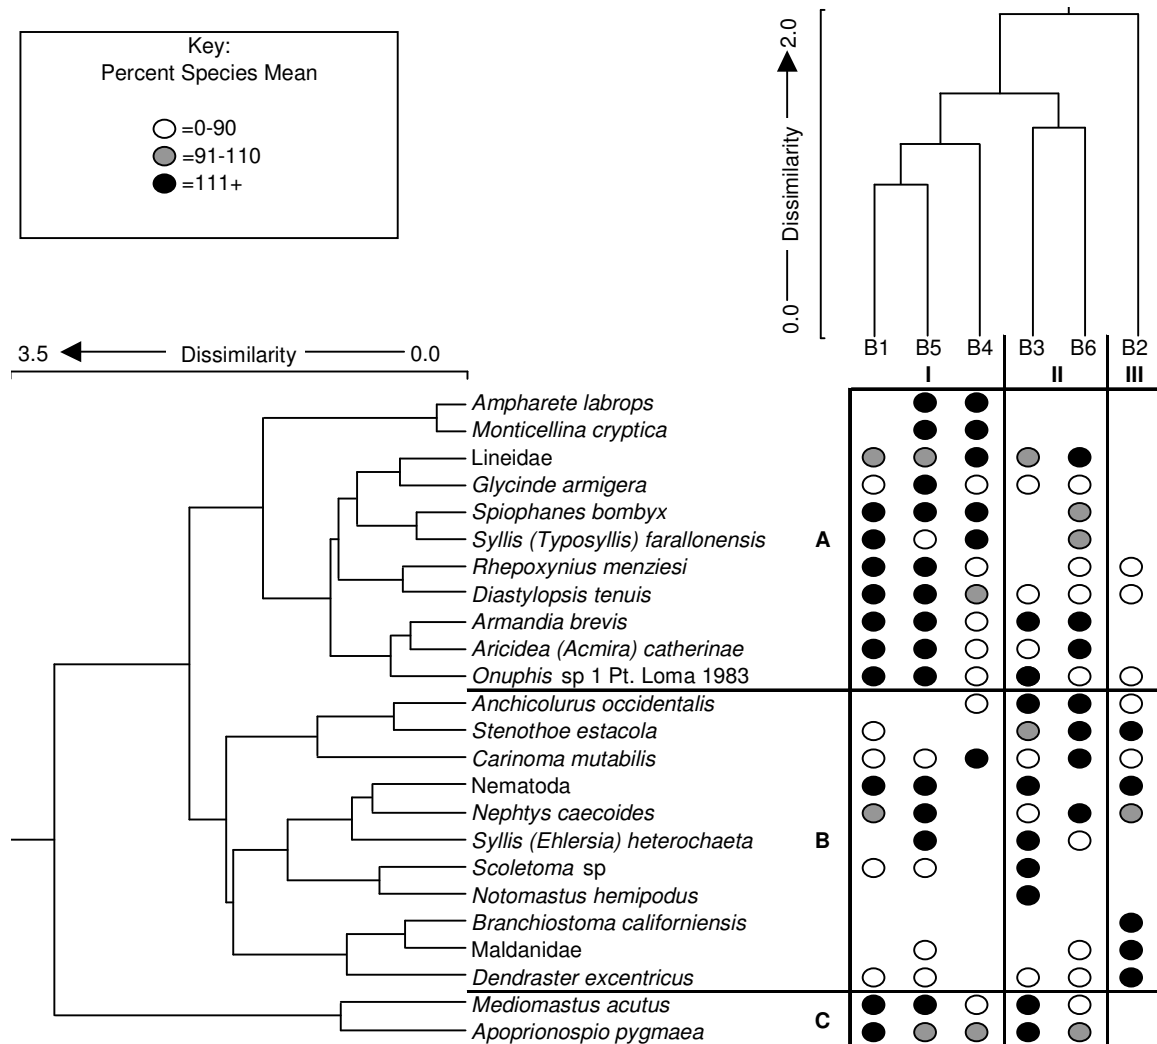 Key:
Percent Species Mean
=0-90
=91-110
=111+
0.0 Dissimilarity 2.0
3.5 Dissimilarity 0.0
B1 B5 B4 B3 B6 B2
I II III
Ampharete labrops
Monticellina cryptica
Lineidae
Glycinde armigera
Spiophanes bombyx
Syllis (Typosyllis) farallonensis A
Rhepoxynius menziesi
Diastylopsis tenuis
Armandia brevis
Aricidea (Acmira) catherinae
Onuphis sp 1 Pt. Loma 1983
Anchicolurus occidentalis
Stenothoe estacola
Carinoma mutabilis
Nematoda
Nephtys caecoides
Syllis (Ehlersia) heterochaeta B
Scoletoma sp
Notomastus hemipodus
Branchiostoma californiensis
Maldanidae
Dendraster excentricus
Mediomastus acutus
Apoprionospio pygmaea C